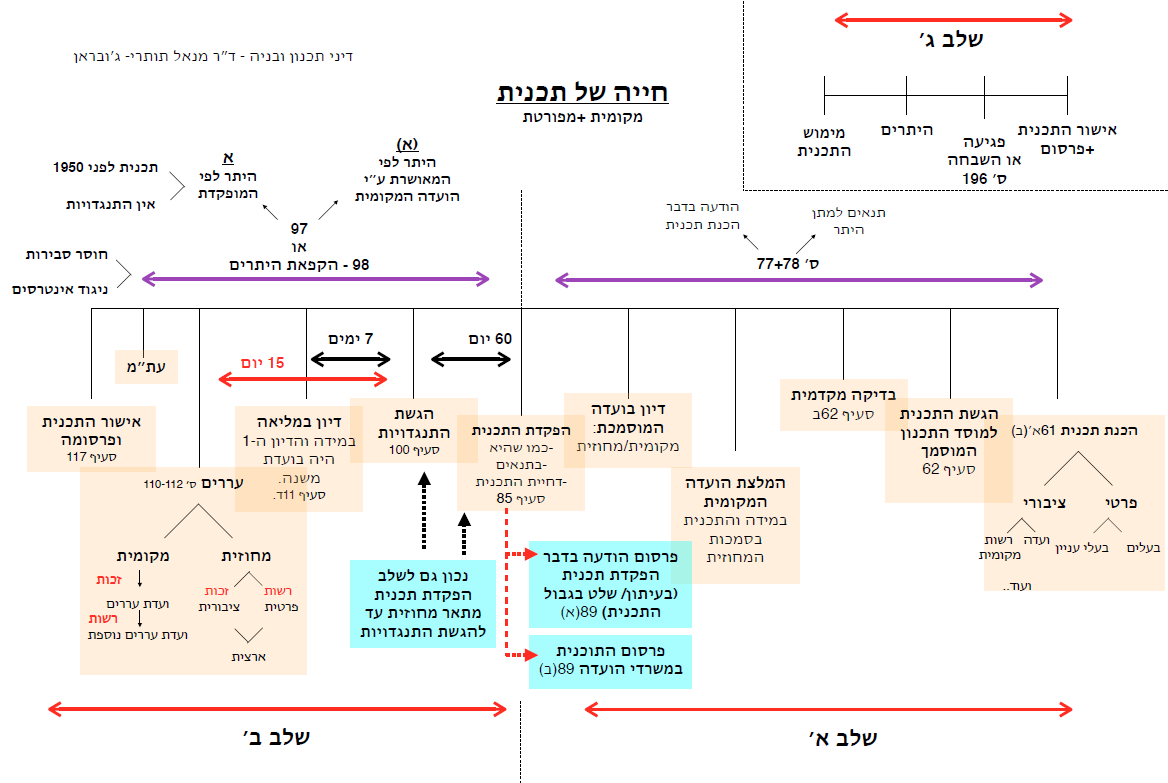 דיני תכנון ובניה - ד"ר מנאל תותרי- ג'ובראן
חייה של תכנית
מקומית +מפורטת
שלב ג'
אישור התכנית
+פרסום
פגיעה
או השבחה
ס' 196
היתרים
מימוש
התכנית
תנאים למתן
היתר
הודעה בדבר
הכנת תכנית
ס' 77+78
(א)
היתר לפי
המאושרת ע"י
הועדה המקומית
א
היתר לפי
המופקדת
תכנית לפני 1950
אין התנגדויות
97
או
98 - הקפאת היתרים
חוסר סבירות
ניגוד אינטרסים
הכנת תכנית 61א'(ב)
פרטי
ציבורי
בעלים
בעלי עניין
ועדה
רשות
מקומית
ועוד..
הגשת התכנית
למוסד התכנון
המוסמך
סעיף 62
בדיקה מקדמית
סעיף 62ב
המלצת הועדה
המקומית
במידה והתכנית
בסמכות
המחוזית
דיון בועדה
המוסמכת:
מקומית/מחוזית
הפקדת התכנית
-כמו שהיא
-בתנאים
-דחיית התכנית
סעיף 85
פרסום הודעה בדבר
הפקדת תכנית
(בעיתון/ שלט בגבול
התכנית) 89(א)
פרסום התוכנית
במשרדי הועדה 89(ב)
60 יום
הגשת
התנגדויות
סעיף 100
נכון גם לשלב
הפקדת תכנית
מתאר מחוזית עד
להגשת התנגדויות
7 ימים
15 יום
דיון במליאה
במידה והדיון ה-1
היה בועדת
משנה.
סעיף 11ד.
עררים ס' 110-112
מחוזית
מקומית
רשות
פרטית
זכות
ציבורית
ארצית
זכות
ועדת עררים
רשות
ועדת עררים נוספת
עת"מ
אישור התכנית
ופרסומה
סעיף 117
שלב א'
שלב ב'